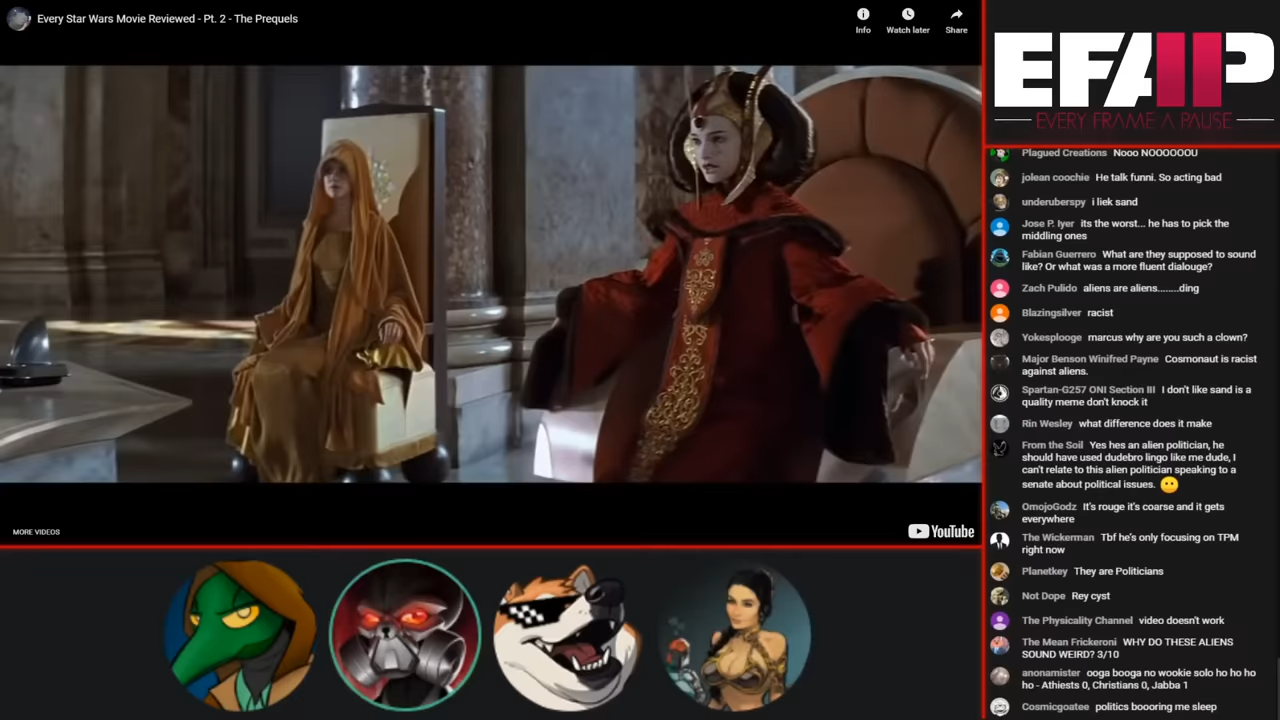 Every Star Wars Movie Reviewed - Pt. 2 - The Prequels
Info
Watch later
Share
MORE VIDEOS
YouTube
EFAP
EVERY FRAME A PAUSE
Plagued Creations Nooo NOOOOOOU
jolean coochie He talk funni. So acting bad
underuberspy i liek sand
Jose P. Iyer its the worst... he has to pick the
middling ones
Fabian Guerrero What are they supposed to sound
like? Or what was a more fluent dialouge?
Zach Pulido aliens are aliens........ding
Blazingsilver racist
Yokesplooge marcus why are you such a clown?
Major Benson Winifred Payne Cosmonaut is racist
against aliens.
Spartan-G257 ONI Section III I don't like sand is a
quality meme don't knock it
Rin Wesley what difference does it make
From the Soil Yes hes an alien politician, he
should have used dudebro lingo like me dude, I
can't relate to this alien politician speaking to a
senate about political issues. 😶
OmojoGodz It's rouge it's coarse and it gets
everywhere
The Wickerman Tbf he's only focusing on TPM
right now
Planetkey They are Politicians
Not Dope Rey cyst
The Physicality Channel video doesn't work
The Mean Frickeroni WHY DO THESE ALIENS
SOUND WEIRD? 3/10
anonamister ooga booga no wookie solo ho ho ho
ho - Athiests 0, Christians 0, Jabba 1
Cosmicgoatee politics boooring me sleep